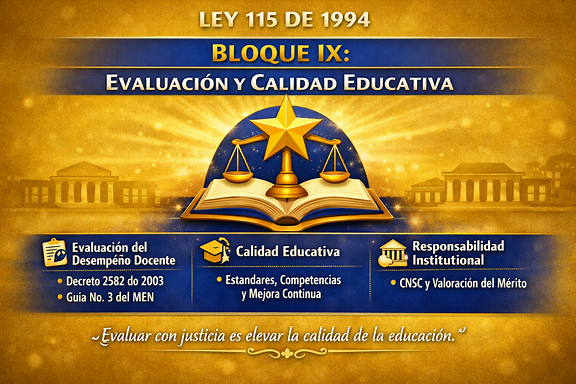 LEY 115 DE 1994
BLOQUE IX:
EVALUACIÓN Y CALIDAD EDUCATIVA
Evaluación del
Desempéño Docente
• Decreto 2582 do 2003
• Guía No. 3 del MEN
Calidad Educativa
• Estandares, Competencias
y Mejora Continua
Responsabilidad
Institucional
• CNSC y Valoración del Mérito
~Evaluar con justicia es elevar la calidad de la educación.”